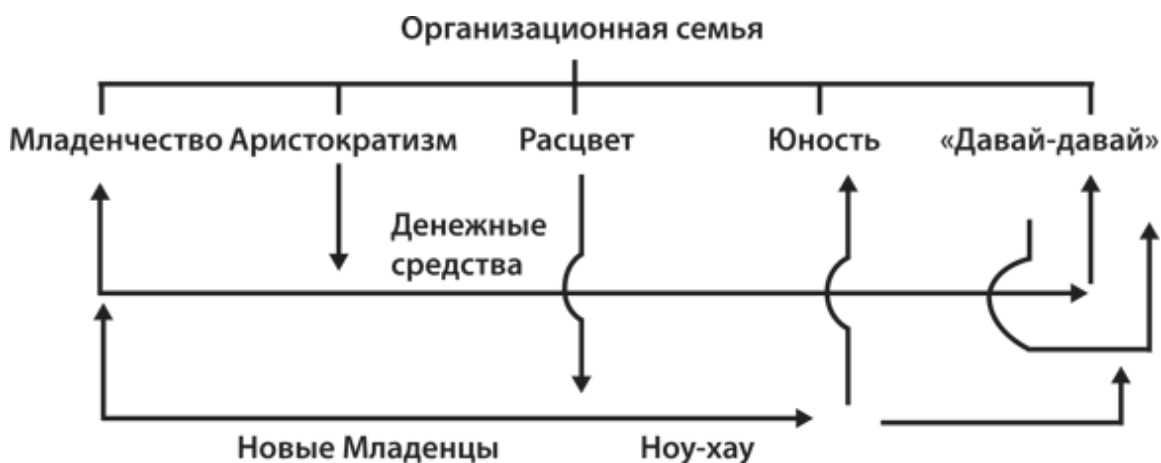 Организационная семья
Младенчество Аристократизм Расцвет Юность «Давай-давай»
Денежные
средства
Новые Младенцы Ноу-хау